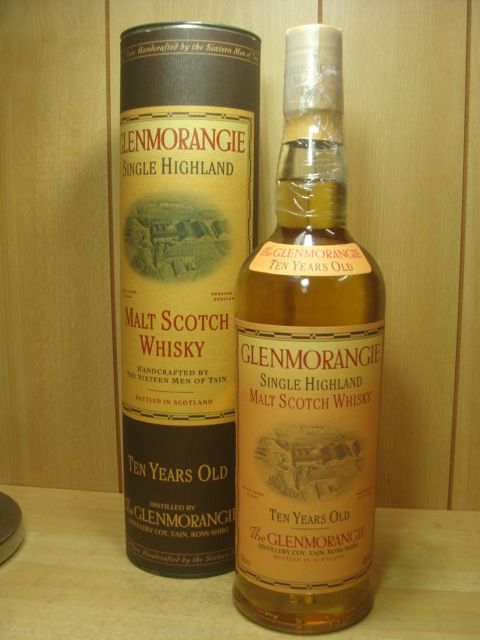 Handcrafted by the Sixteen Men of
GLENMORANGIE
SINGLE HIGHLAND
MALT SCOTCH
WHISKY
HANDCRAFTED BY
THE SIXTEEN MEN OF TAIN
BOTTLED IN SCOTLAND
TEN YEARS OLD
DISTILLED BY
The GLENMORANGIE
DISTILLERY COY, TAIN, ROSS-SHIRE
Handcrafted by the Sixteen
The GLENMORANGIE
TEN YEARS OLD
GLENMORANGIE
SINGLE HIGHLAND
MALT SCOTCH WHISKY
TEN YEARS OLD
The GLENMORANGIE
DISTILLERY COY, TAIN, ROSS-SHIRE
BOTTLED IN SCOTLAND